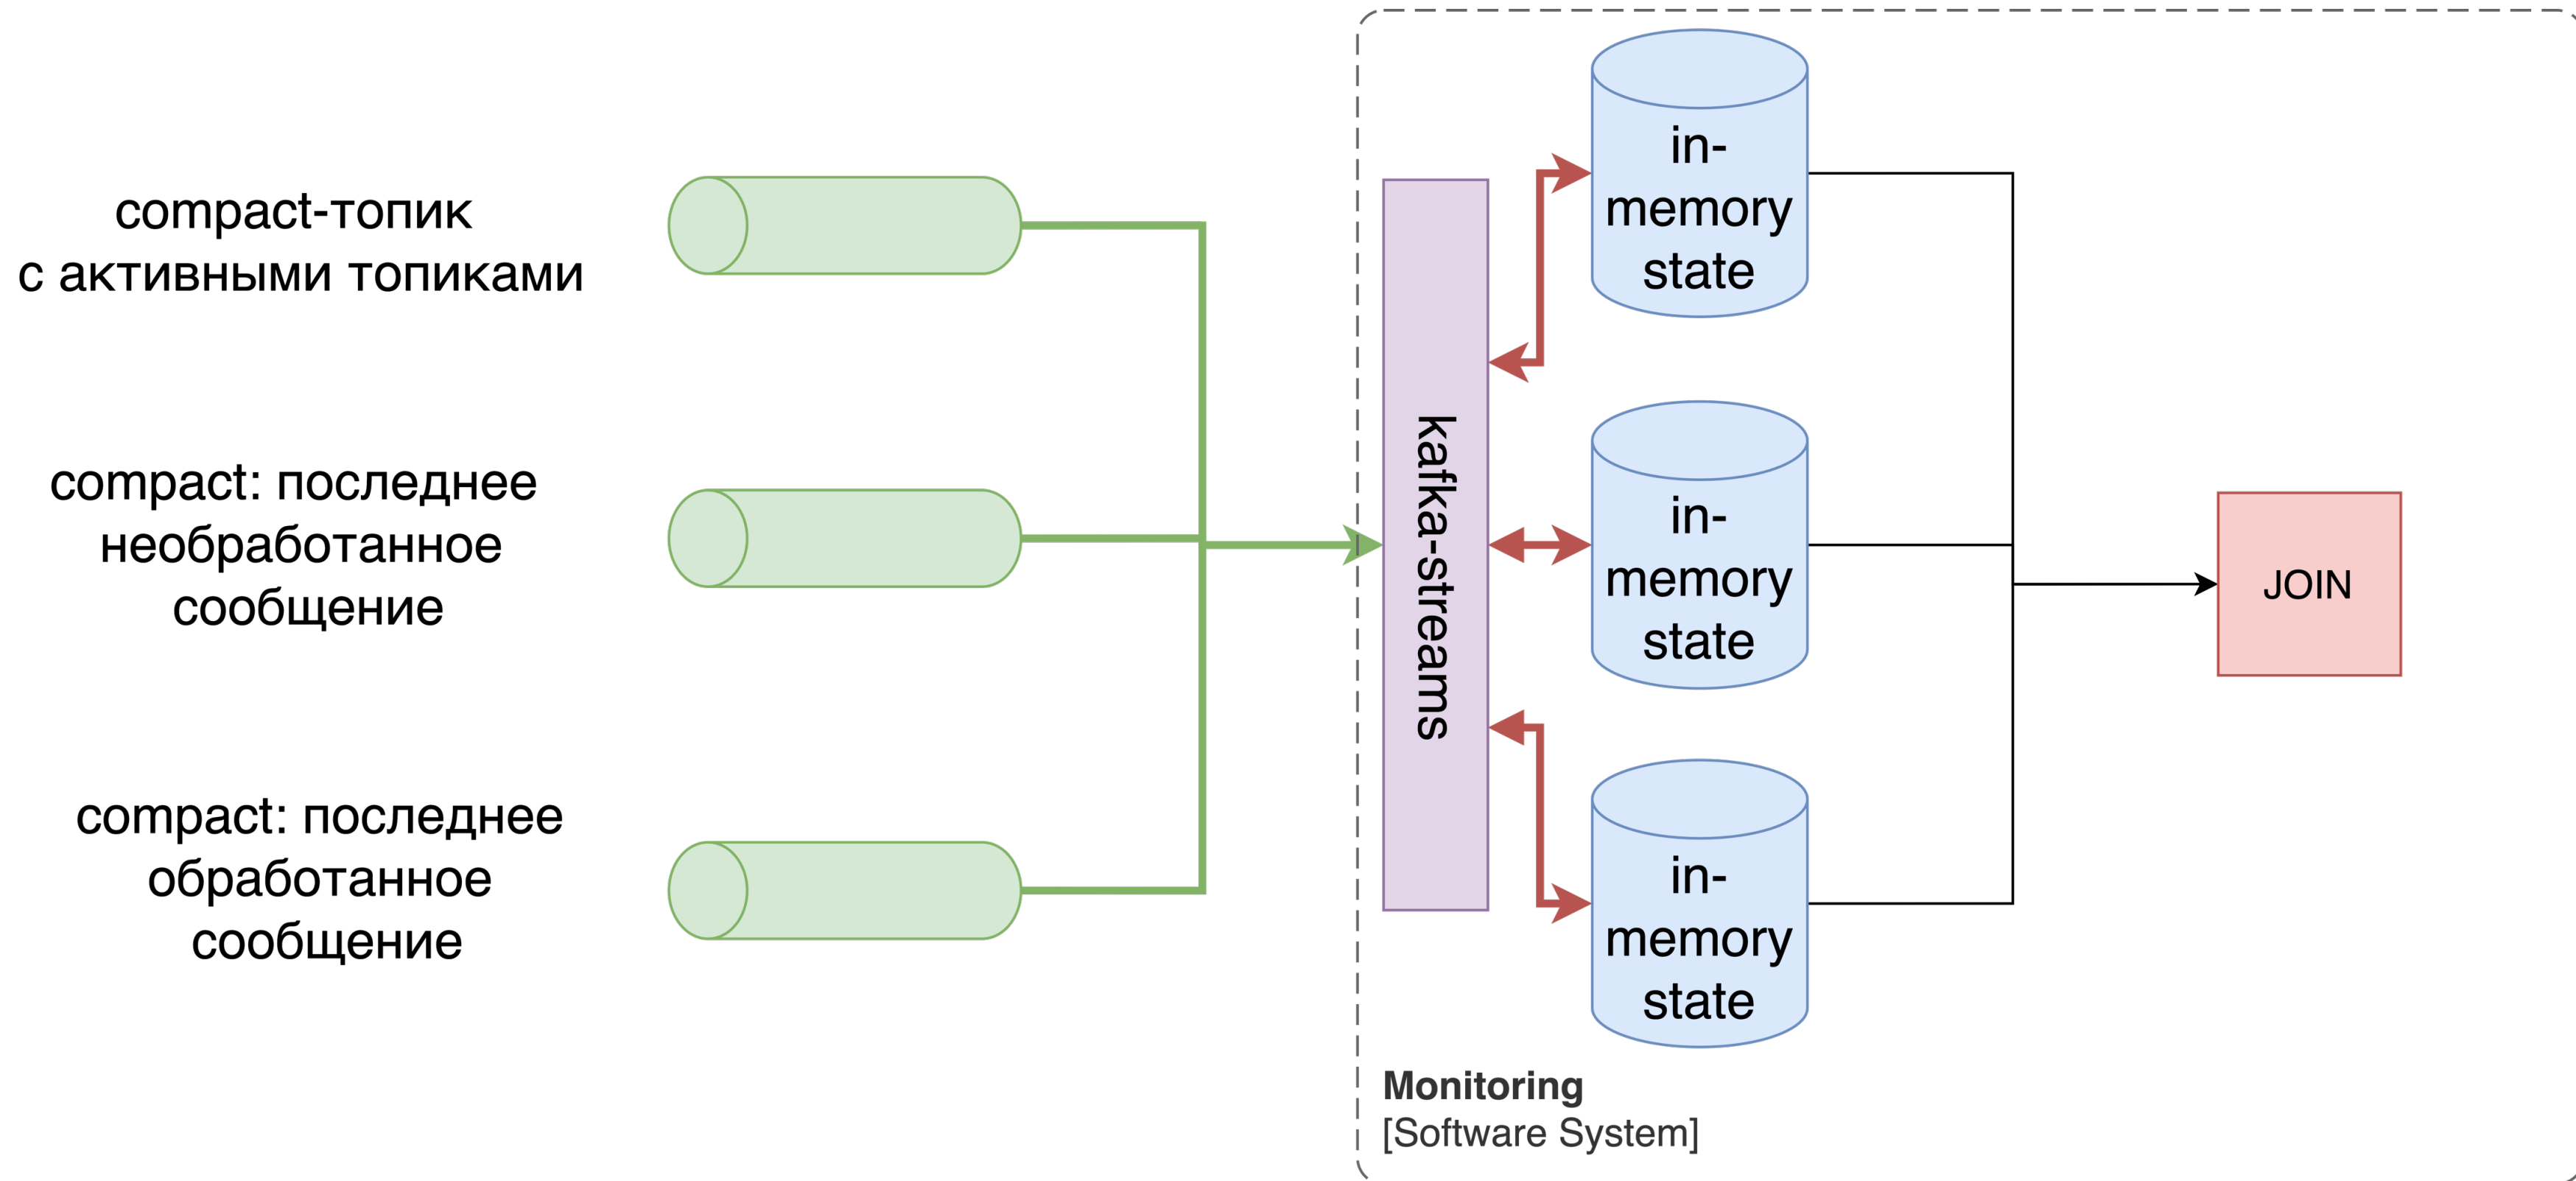 compact-топик
с активными топиками
compact: последнее
необработанное
сообщение
compact: последнее
обработанное
сообщение
kafka-streams
in-
memory
state
in-
memory
state
in-
memory
state
JOIN
Monitoring
[Software System]